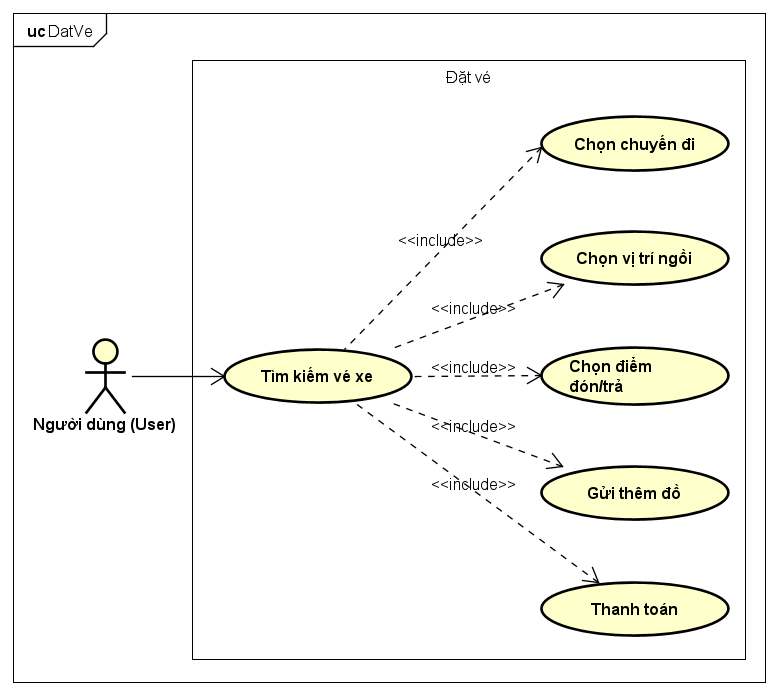 uc DatVe
Đặt vé
Chọn chuyến đi
<<include>>
Chọn vị trí ngồi
<<include>>
Tìm kiếm vé xe
<<include>>
Chọn điểm
đón/trả
Người dùng (User)
<<include>>
Gửi thêm đồ
<<include>>
Thanh toán